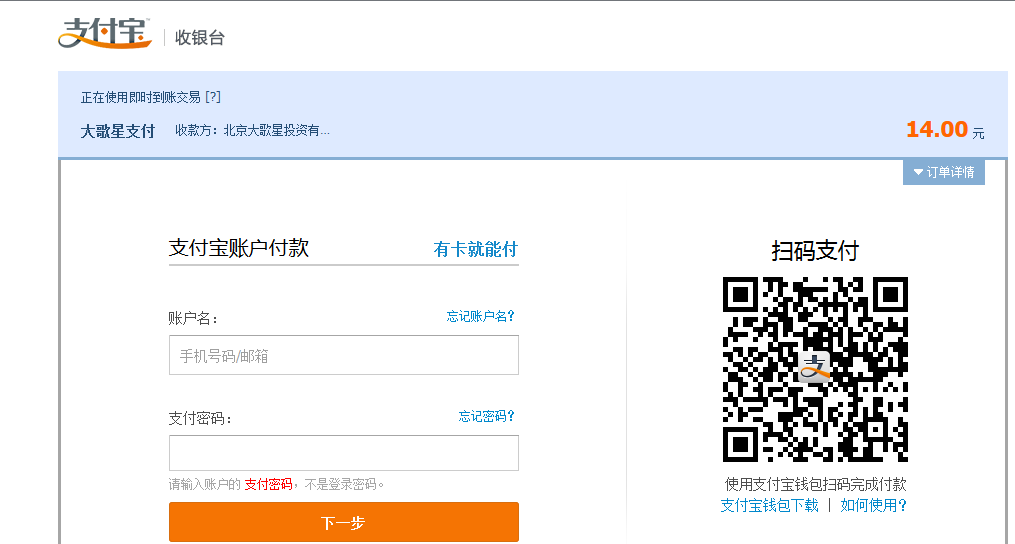 支付宝 | 收银台
正在使用即时到账交易 [?]
大歌星支付 收款方：北京大歌星投资有...
14.00 元
订单详情
支付宝账户付款 有卡就能付
账户名： 忘记账户名?
手机号码/邮箱
支付密码： 忘记密码?
请输入账户的 支付密码，不是登录密码。
下一步
扫码支付
支
使用支付宝钱包扫码完成付款
支付宝钱包下载 | 如何使用?